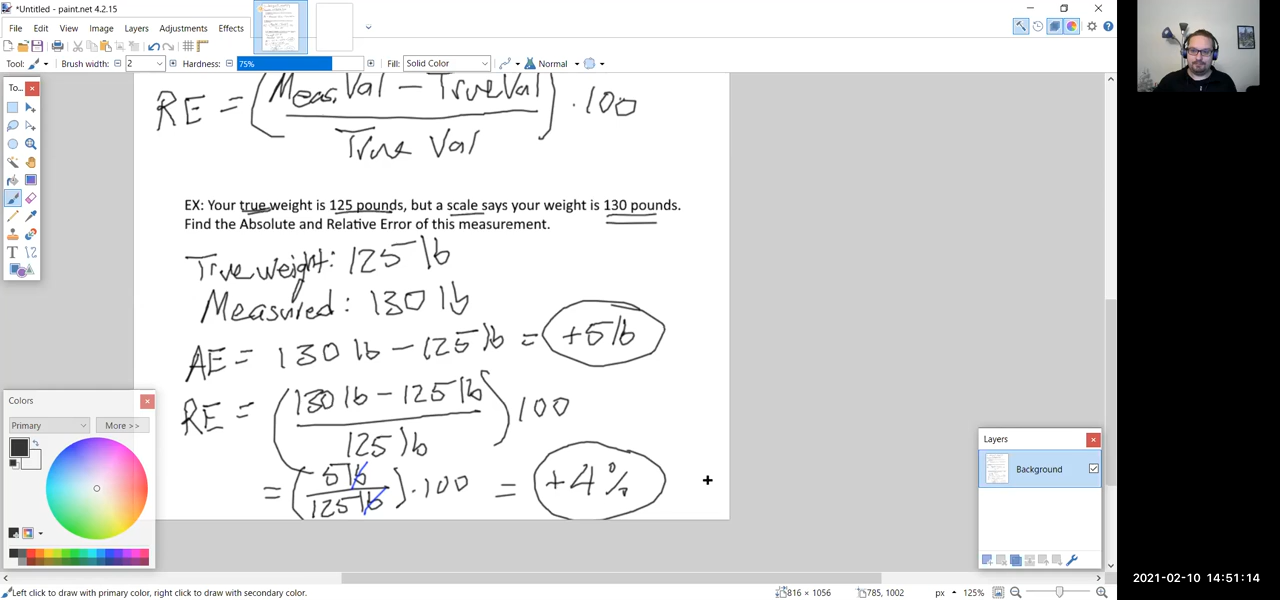 *Untitled - paint.net 4.2.15
File Edit View Image Layers Adjustments Effects
Tool: Brush width: 2 Hardness: 75% Fill: Solid Color Normal
To...
RE = (Meas. Val - True Val / True Val) · 100
EX: Your true weight is 125 pounds, but a scale says your weight is 130 pounds.
Find the Absolute and Relative Error of this measurement.
True weight: 125 lb
Measured: 130 lb
AE = 130 lb - 125 lb = +5 lb
RE = (130 lb - 125 lb / 125 lb) 100
= (5 lb / 125 lb) · 100 = +4%
Colors
Primary More >>
Layers
Background
2021-02-10 14:51:14
Left click to draw with primary color, right click to draw with secondary color.
816 × 1056 785, 1002 px 125%